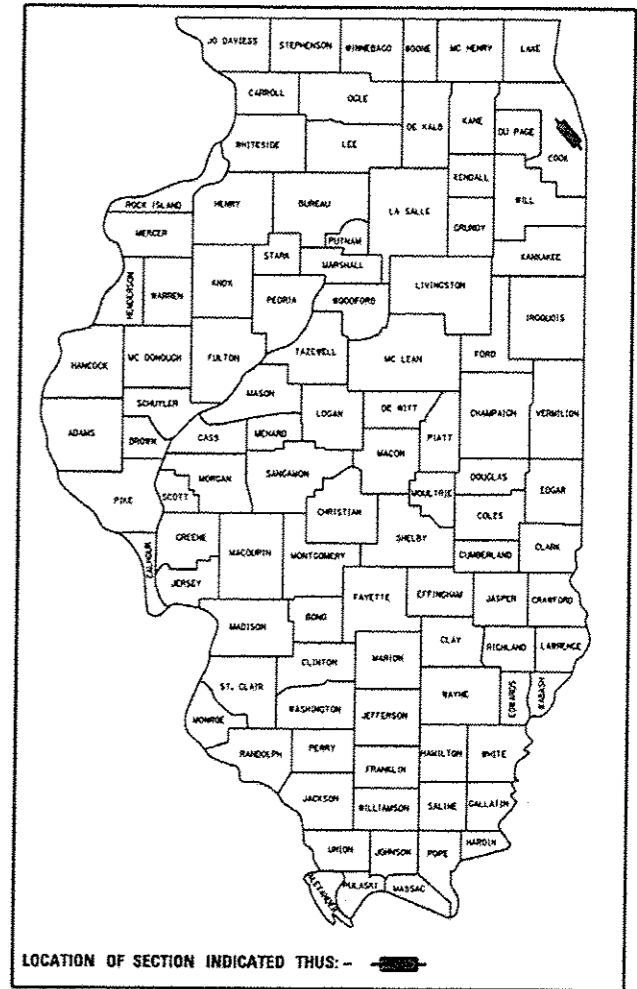 JO DAVIESS STEPHENSON WINNEBAGO BOONE MC HENRY LAKE
CARROLL OGLE DE KALB KANE DU PAGE COOK
WHITESIDE LEE KENDALL WILL
ROCK ISLAND HENRY BUREAU LA SALLE GRUNDY
MERCER PUTNAM KANKAKEE
STARK MARSHALL LIVINGSTON
HENDERSON WARREN KNOX PEORIA WOODFORD IROQUOIS
HANCOCK MC DONOUGH FULTON TAZEWELL MC LEAN FORD
SCHUYLER MASON LOGAN DE WITT CHAMPAIGN VERMILION
ADAMS BROWN CASS MENARD MACON PIATT
PIKE SCOTT MORGAN SANGAMON CHRISTIAN MOULTRIE DOUGLAS EDGAR
COLES
CALHOUN GREENE MACOUPIN MONTGOMERY SHELBY CUMBERLAND CLARK
JERSEY FAYETTE EFFINGHAM JASPER CRAWFORD
MADISON BOND CLAY RICHLAND LAWRENCE
CLINTON MARION
ST. CLAIR WASHINGTON JEFFERSON WAYNE EDWARDS WABASH
MONROE
RANDOLPH PERRY HAMILTON WHITE
FRANKLIN
JACKSON WILLIAMSON SALINE GALLATIN
UNION JOHNSON POPE HARDIN
ALEXANDER PULASKI MASSAC
LOCATION OF SECTION INDICATED THUS: -